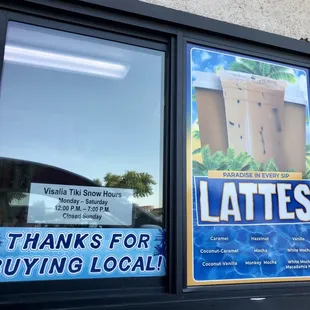 Visalia Tiki Snow Hours
Monday – Saturday
12:00 P.M. – 7:00 P.M.
Closed Sunday
THANKS FOR
BUYING LOCAL!
PARADISE IN EVERY SIP
LATTES
Caramel Hazelnut Vanilla
Coconut-Caramel Mocha White Mocha
Coconut-Vanilla Monkey Mocha White Mocha
Macadamia